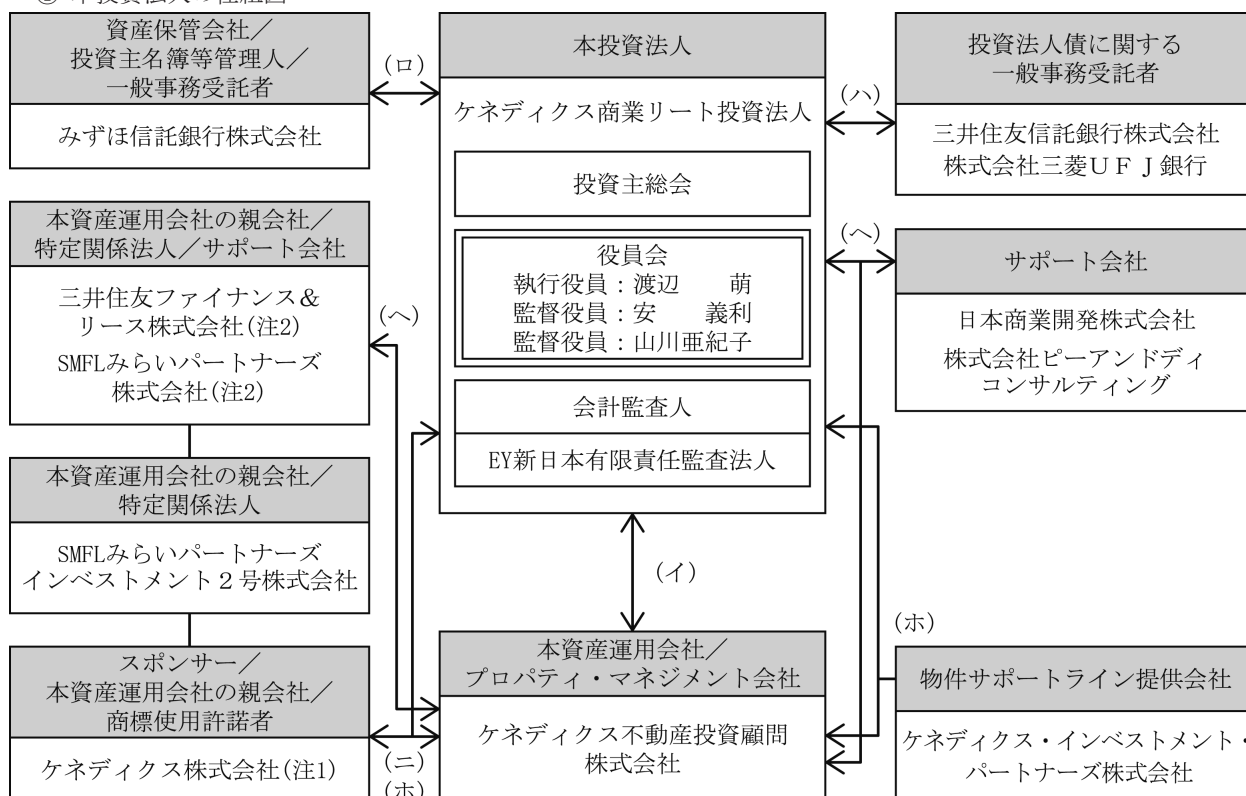 資産保管会社／
投資主名簿等管理人／
一般事務受託者
みずほ信託銀行株式会社
(ロ)
本投資法人
ケネディクス商業リート投資法人
投資主総会
役員会
執行役員：渡辺　　萌
監督役員：安　　義利
監督役員：山川亜紀子
会計監査人
EY新日本有限責任監査法人
(ハ)
投資法人債に関する
一般事務受託者
三井住友信託銀行株式会社
株式会社三菱ＵＦＪ銀行
本資産運用会社の親会社／
特定関係法人／サポート会社
三井住友ファイナンス＆
リース株式会社(注2)
SMFLみらいパートナーズ
株式会社(注2)
(ヘ)
(ヘ)
サポート会社
日本商業開発株式会社
株式会社ピーアンドディ
コンサルティング
本資産運用会社の親会社／
特定関係法人
SMFLみらいパートナーズ
インベストメント２号株式会社
(イ)
スポンサー／
本資産運用会社の親会社／
商標使用許諾者
ケネディクス株式会社(注1)
(ニ)
(ホ)
本資産運用会社／
プロパティ・マネジメント会社
ケネディクス不動産投資顧問
株式会社
(ホ)
物件サポートライン提供会社
ケネディクス・インベストメント・
パートナーズ株式会社